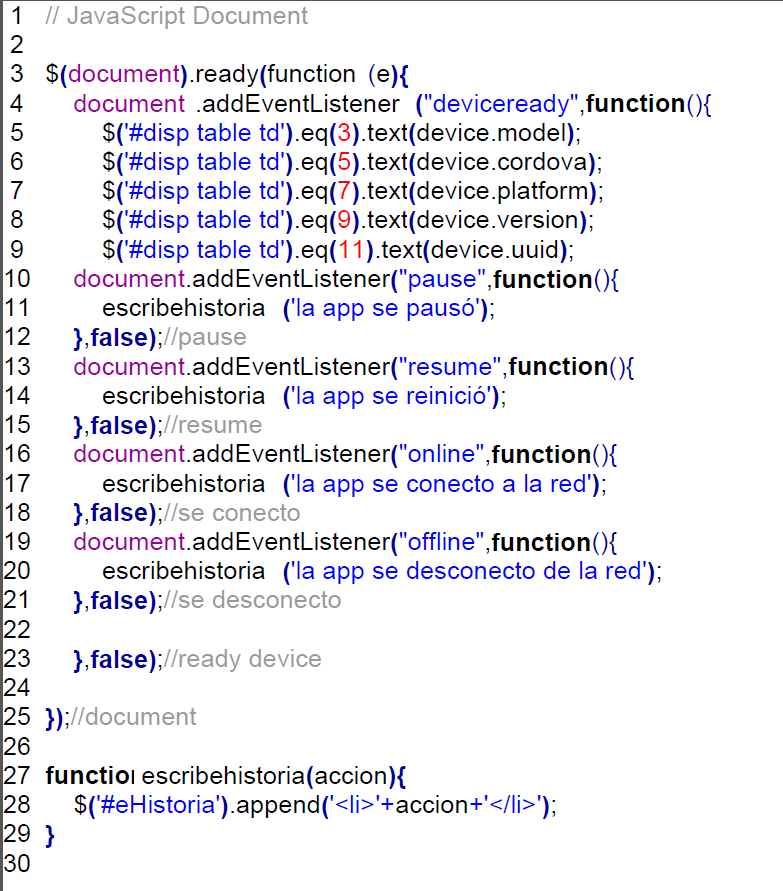 1 // JavaScript Document
2
3 $(document).ready(function (e){
4 document .addEventListener ("deviceready",function(){
5 $('#disp table td').eq(3).text(device.model);
6 $('#disp table td').eq(5).text(device.cordova);
7 $('#disp table td').eq(7).text(device.platform);
8 $('#disp table td').eq(9).text(device.version);
9 $('#disp table td').eq(11).text(device.uuid);
10 document.addEventListener("pause",function(){
11 escribehistoria ('la app se pausó');
12 },false);//pause
13 document.addEventListener("resume",function(){
14 escribehistoria ('la app se reinició');
15 },false);//resume
16 document.addEventListener("online",function(){
17 escribehistoria ('la app se conecto a la red');
18 },false);//se conecto
19 document.addEventListener("offline",function(){
20 escribehistoria ('la app se desconecto de la red');
21 },false);//se desconecto
22
23 },false);//ready device
24
25 });//document
26
27 function escribehistoria(accion){
28 $('#eHistoria').append('<li>'+accion+'</li>');
29 }
30